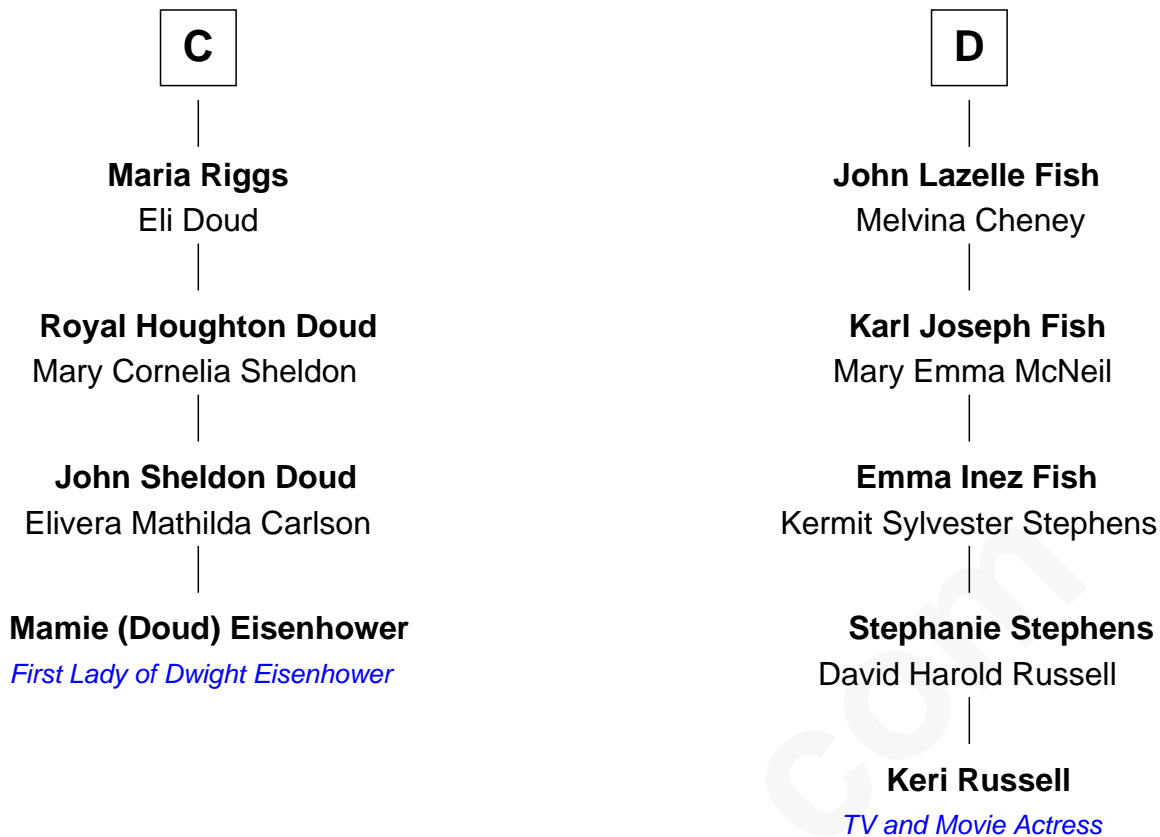 C
Maria Riggs
Eli Doud
Royal Houghton Doud
Mary Cornelia Sheldon
John Sheldon Doud
Elivera Mathilda Carlson
Mamie (Doud) Eisenhower
First Lady of Dwight Eisenhower
D
John Lazelle Fish
Melvina Cheney
Karl Joseph Fish
Mary Emma McNeil
Emma Inez Fish
Kermit Sylvester Stephens
Stephanie Stephens
David Harold Russell
Keri Russell
TV and Movie Actress
com